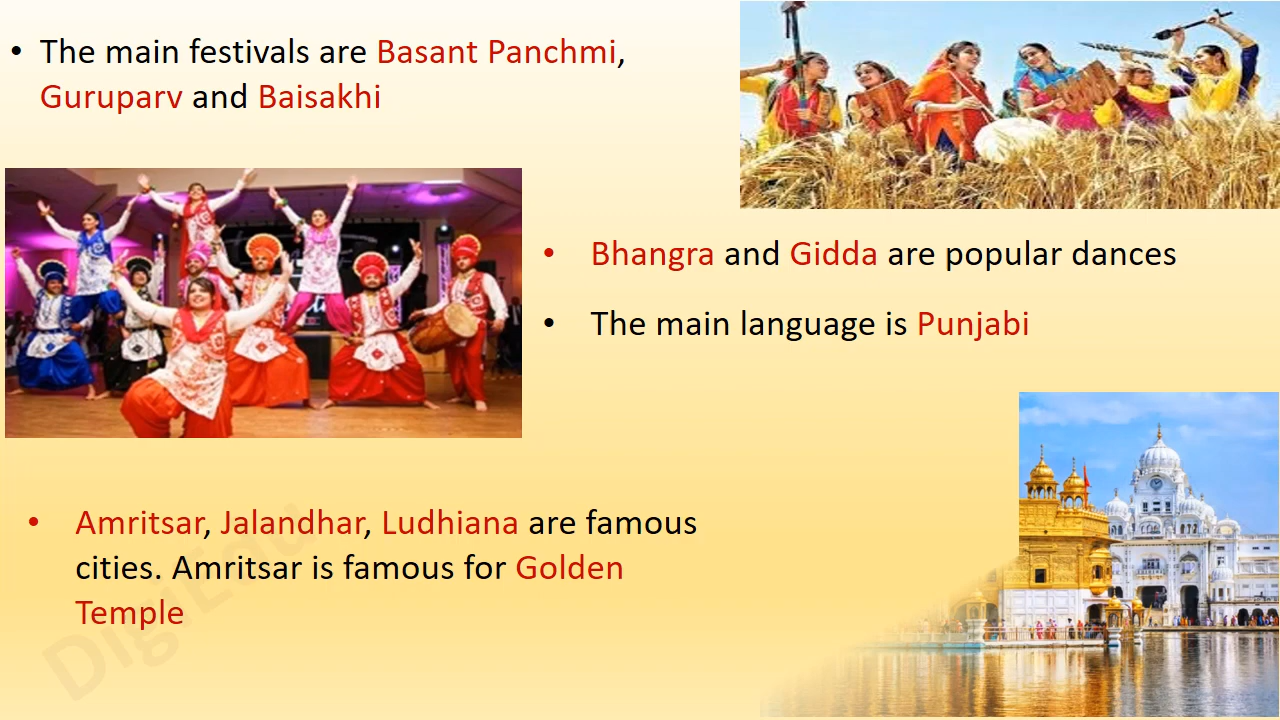 • The main festivals are Basant Panchmi,
Guruparv and Baisakhi
• Bhangra and Gidda are popular dances
• The main language is Punjabi
• Amritsar, Jalandhar, Ludhiana are famous
cities. Amritsar is famous for Golden
Temple
DigiEdu